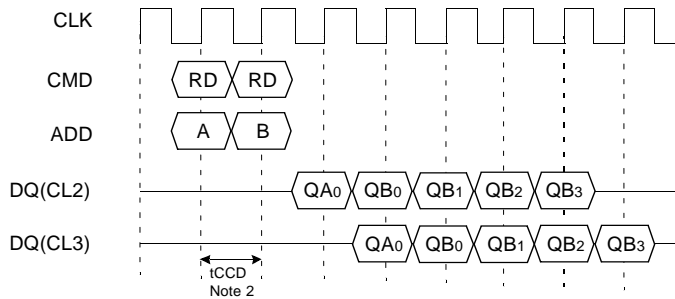 CLK
CMD RD RD
ADD A B
DQ(CL2) QA0 QB0 QB1 QB2 QB3
DQ(CL3) QA0 QB0 QB1 QB2 QB3
tCCD
Note 2